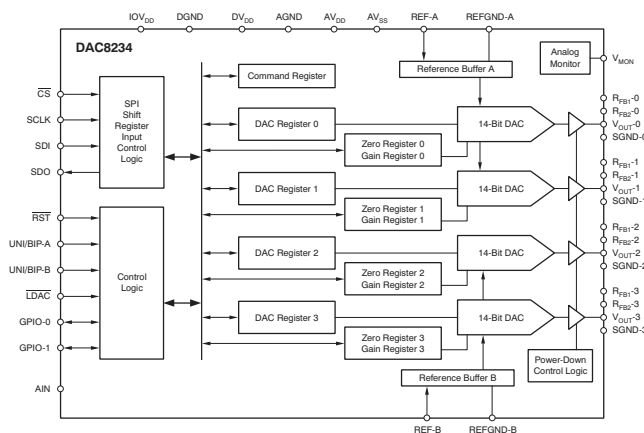 IOVDD DGND DVDD AGND AVDD AVSS REF-A REFGND-A
DAC8234
Analog
Monitor
VMON
Reference Buffer A
Command Register
CS
SCLK
SDI
SDO
SPI
Shift
Register
Input
Control
Logic
DAC Register 0
14-Bit DAC
Zero Register 0
Gain Register 0
RFB1-0
RFB2-0
VOUT-0
SGND-0
DAC Register 1
14-Bit DAC
Zero Register 1
Gain Register 1
RFB1-1
RFB2-1
VOUT-1
SGND-1
RST
UNI/BIP-A
UNI/BIP-B
LDAC
GPIO-0
GPIO-1
AIN
Control
Logic
DAC Register 2
14-Bit DAC
Zero Register 2
Gain Register 2
RFB1-2
RFB2-2
VOUT-2
SGND-2
DAC Register 3
14-Bit DAC
Zero Register 3
Gain Register 3
RFB1-3
RFB2-3
VOUT-3
SGND-3
Power-Down
Control Logic
Reference Buffer B
REF-B REFGND-B